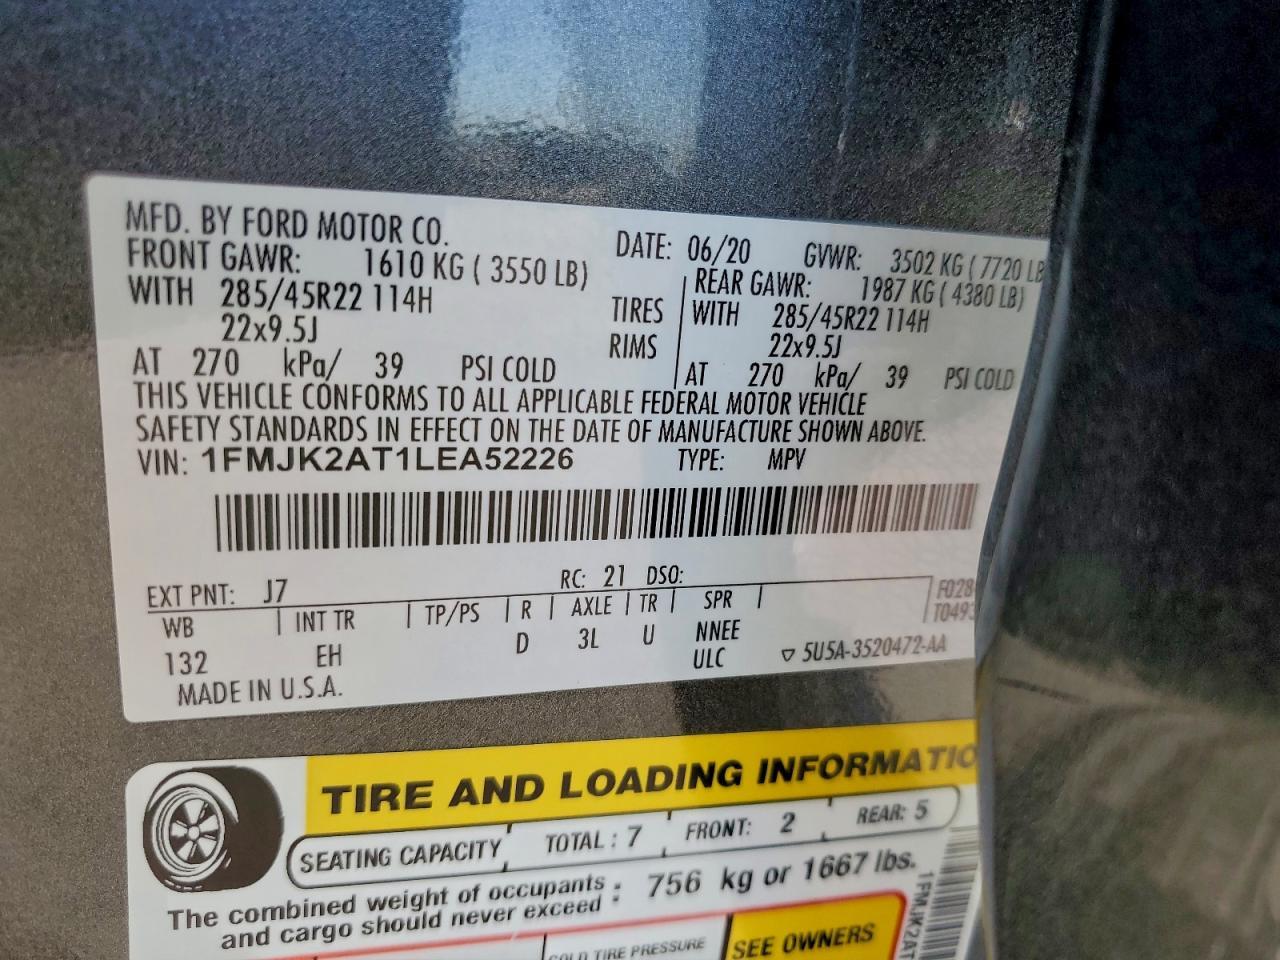 MFD. BY FORD MOTOR CO.
DATE: 06/20 GVWR: 3502 KG ( 7720 LB
FRONT GAWR: 1610 KG ( 3550 LB) REAR GAWR: 1987 KG ( 4380 LB)
WITH 285/45R22 114H TIRES WITH 285/45R22 114H
22x9.5J RIMS 22x9.5J
AT 270 kPa/ 39 PSI COLD AT 270 kPa/ 39 PSI COLD
THIS VEHICLE CONFORMS TO ALL APPLICABLE FEDERAL MOTOR VEHICLE
SAFETY STANDARDS IN EFFECT ON THE DATE OF MANUFACTURE SHOWN ABOVE.
VIN: 1FMJK2AT1LEA52226 TYPE: MPV
EXT PNT: J7 RC: 21 DSO:
WB INT TR TP/PS R AXLE TR SPR F028
T0493
132 EH D 3L U NNEE
ULC ▽ 5U5A-3520472-AA
MADE IN U.S.A.
TIRE AND LOADING INFORMATIO
SEATING CAPACITY TOTAL : 7 FRONT: 2 REAR: 5
The combined weight of occupants
and cargo should never exceed : 756 kg or 1667 lbs.
COLD TIRE PRESSURE SEE OWNERS
1FMJK2AT